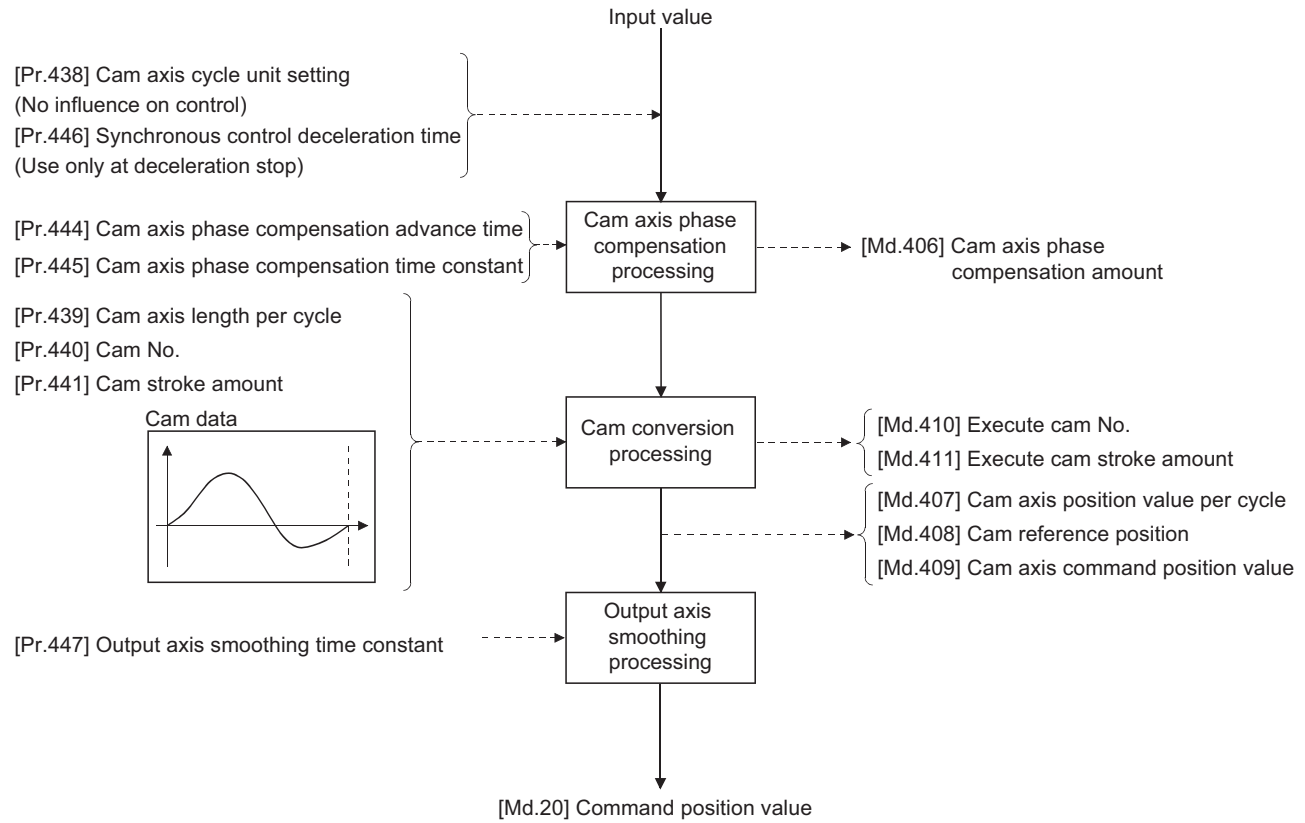 Input value
[Pr.438] Cam axis cycle unit setting
(No influence on control)
[Pr.446] Synchronous control deceleration time
(Use only at deceleration stop)
[Pr.444] Cam axis phase compensation advance time
[Pr.445] Cam axis phase compensation time constant
Cam axis phase
compensation
processing
[Md.406] Cam axis phase
compensation amount
[Pr.439] Cam axis length per cycle
[Pr.440] Cam No.
[Pr.441] Cam stroke amount
Cam data
Cam conversion
processing
[Md.410] Execute cam No.
[Md.411] Execute cam stroke amount
[Md.407] Cam axis position value per cycle
[Md.408] Cam reference position
[Md.409] Cam axis command position value
[Pr.447] Output axis smoothing time constant
Output axis
smoothing
processing
[Md.20] Command position value